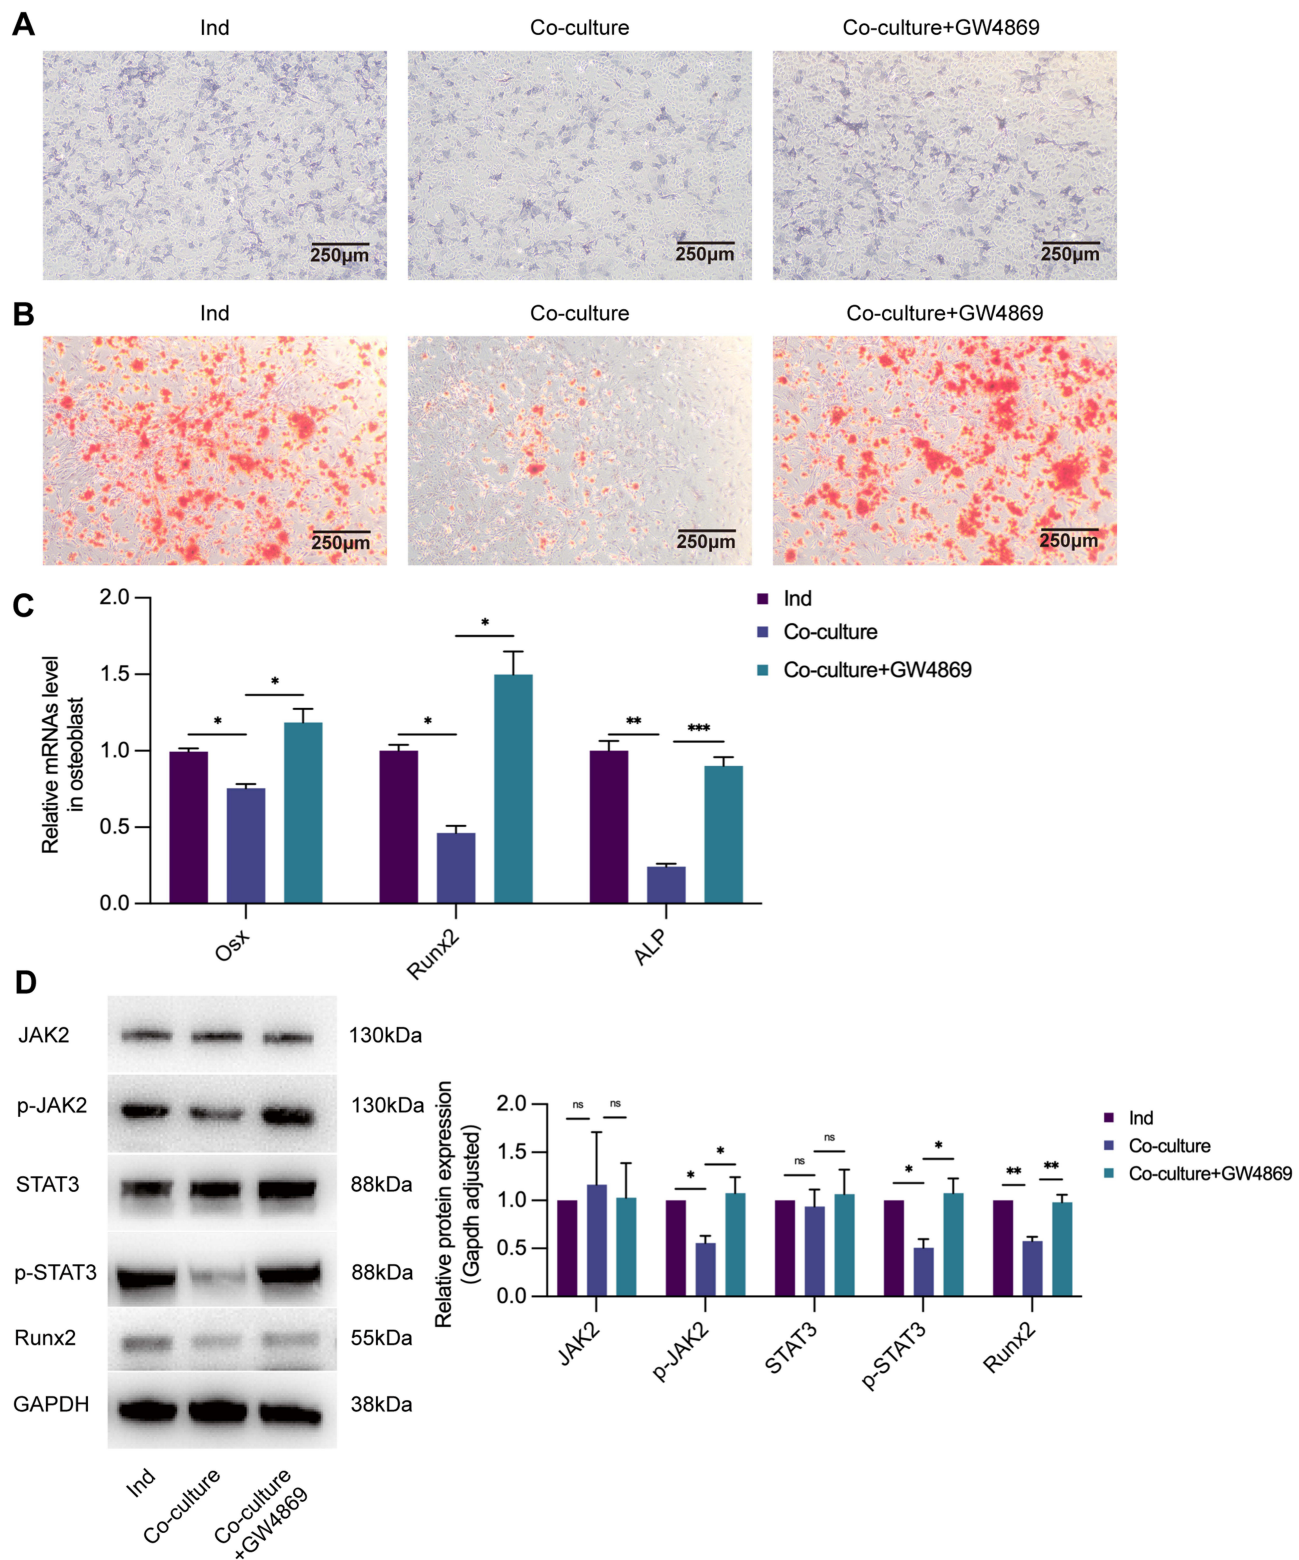 A
Ind
Co-culture
Co-culture+GW4869
250μm
250μm
250μm
B
Ind
Co-culture
Co-culture+GW4869
250μm
250μm
250μm
C
Relative mRNAs level
in osteoblast
2.0
1.5
1.0
0.5
0.0
*
*
*
*
**
***
Osx
Runx2
ALP
Ind
Co-culture
Co-culture+GW4869
D
JAK2
130kDa
p-JAK2
130kDa
STAT3
88kDa
p-STAT3
88kDa
Runx2
55kDa
GAPDH
38kDa
Ind
Co-culture
Co-culture
+GW4869
Relative protein expression
(Gapdh adjusted)
2.0
1.5
1.0
0.5
0.0
ns
ns
*
*
ns
ns
*
*
**
**
JAK2
p-JAK2
STAT3
p-STAT3
Runx2
Ind
Co-culture
Co-culture+GW4869